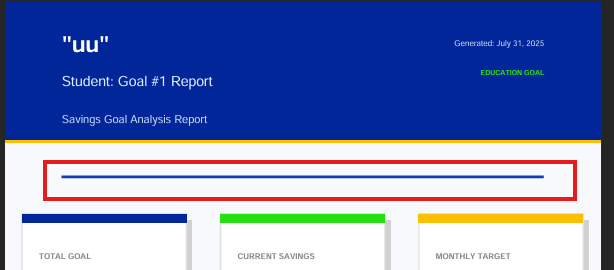 "uu"
Generated: July 31, 2025
EDUCATION GOAL
Student: Goal #1 Report
Savings Goal Analysis Report
TOTAL GOAL
CURRENT SAVINGS
MONTHLY TARGET